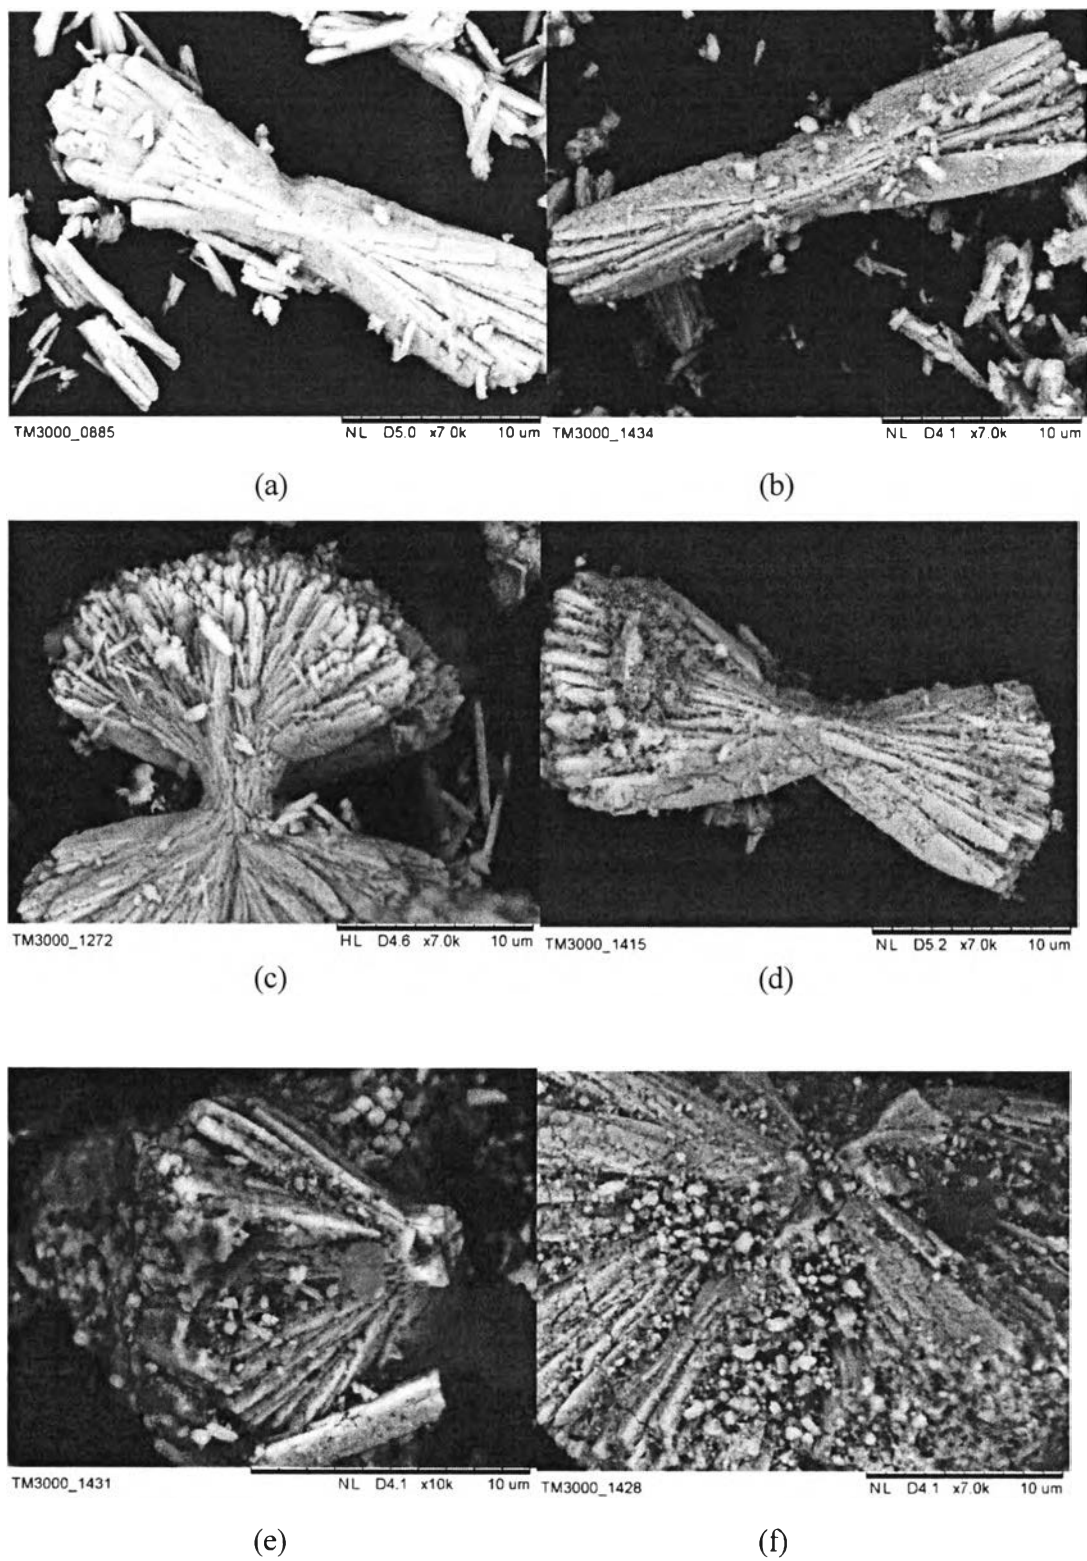 TM3000_0885 NL D5.0 x7.0k 10 um TM3000_1434 NL D4.1 x7.0k 10 um
(a) (b)
TM3000_1272 HL D4.6 x7.0k 10 um TM3000_1415 NL D5.2 x7.0k 10 um
(c) (d)
TM3000_1431 NL D4.1 x10k 10 um TM3000_1428 NL D4.1 x7.0k 10 um
(e) (f)